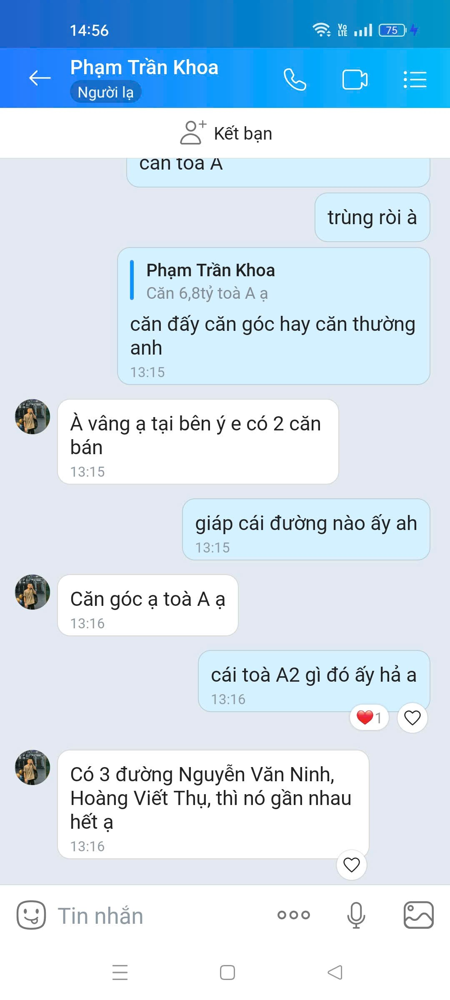 14:56
Vo
LTE
75
Phạm Trần Khoa
Người lạ
Kết bạn
căn toà A
trùng ròi à
Phạm Trần Khoa
Căn 6,8tỷ toà A ạ
căn đấy căn góc hay căn thường
anh
13:15
À vâng ạ tại bên ý e có 2 căn
bán
13:15
giáp cái đường nào ấy ah
13:15
Căn góc ạ toà A ạ
13:16
cái toà A2 gì đó ấy hả a
13:16
1
Có 3 đường Nguyễn Văn Ninh,
Hoàng Viết Thụ, thì nó gần nhau
hết ạ
13:16
Tin nhắn